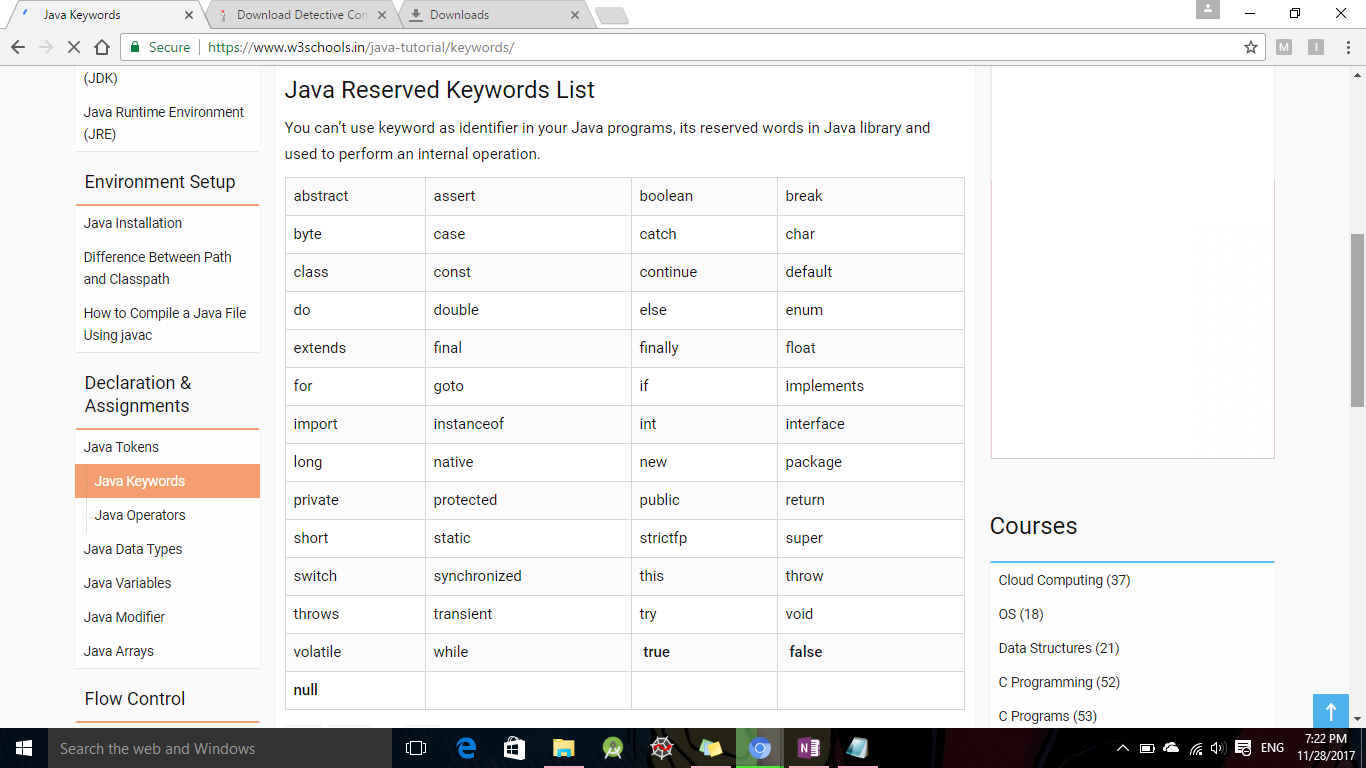 Java Keywords
Download Detective Con
Downloads
Secure
https://www.w3schools.in/java-tutorial/keywords/
M
I
(JDK)
Java Runtime Environment
(JRE)
Environment Setup
Java Installation
Difference Between Path
and Classpath
How to Compile a Java File
Using javac
Declaration &
Assignments
Java Tokens
Java Keywords
Java Operators
Java Data Types
Java Variables
Java Modifier
Java Arrays
Flow Control
Java Reserved Keywords List
You can’t use keyword as identifier in your Java programs, its reserved words in Java library and
used to perform an internal operation.
abstract assert boolean break
byte case catch char
class const continue default
do double else enum
extends final finally float
for goto if implements
import instanceof int interface
long native new package
private protected public return
short static strictfp super
switch synchronized this throw
throws transient try void
volatile while true false
null
Courses
Cloud Computing (37)
OS (18)
Data Structures (21)
C Programming (52)
C Programs (53)
Search the web and Windows
ENG
7:22 PM
11/28/2017